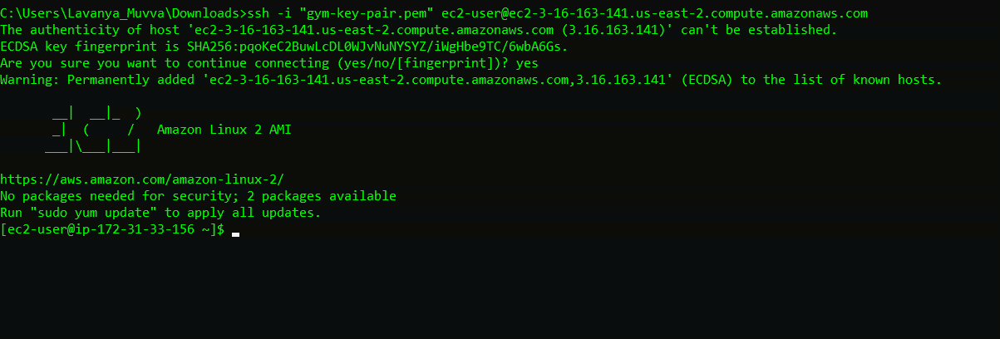 C:\Users\Lavanya_Muvva\Downloads>ssh -i "gym-key-pair.pem" ec2-user@ec2-3-16-163-141.us-east-2.compute.amazonaws.com
The authenticity of host 'ec2-3-16-163-141.us-east-2.compute.amazonaws.com (3.16.163.141)' can't be established.
ECDSA key fingerprint is SHA256:pqoKeC2BuwLcDL0WJvNuNYSYZ/iWgHbe9TC/6wbA6Gs.
Are you sure you want to continue connecting (yes/no/[fingerprint])? yes
Warning: Permanently added 'ec2-3-16-163-141.us-east-2.compute.amazonaws.com,3.16.163.141' (ECDSA) to the list of known hosts.

       __|  __|_  )
       _|  (     /   Amazon Linux 2 AMI
      ___|\___|___|

https://aws.amazon.com/amazon-linux-2/
No packages needed for security; 2 packages available
Run "sudo yum update" to apply all updates.
[ec2-user@ip-172-31-33-156 ~]$